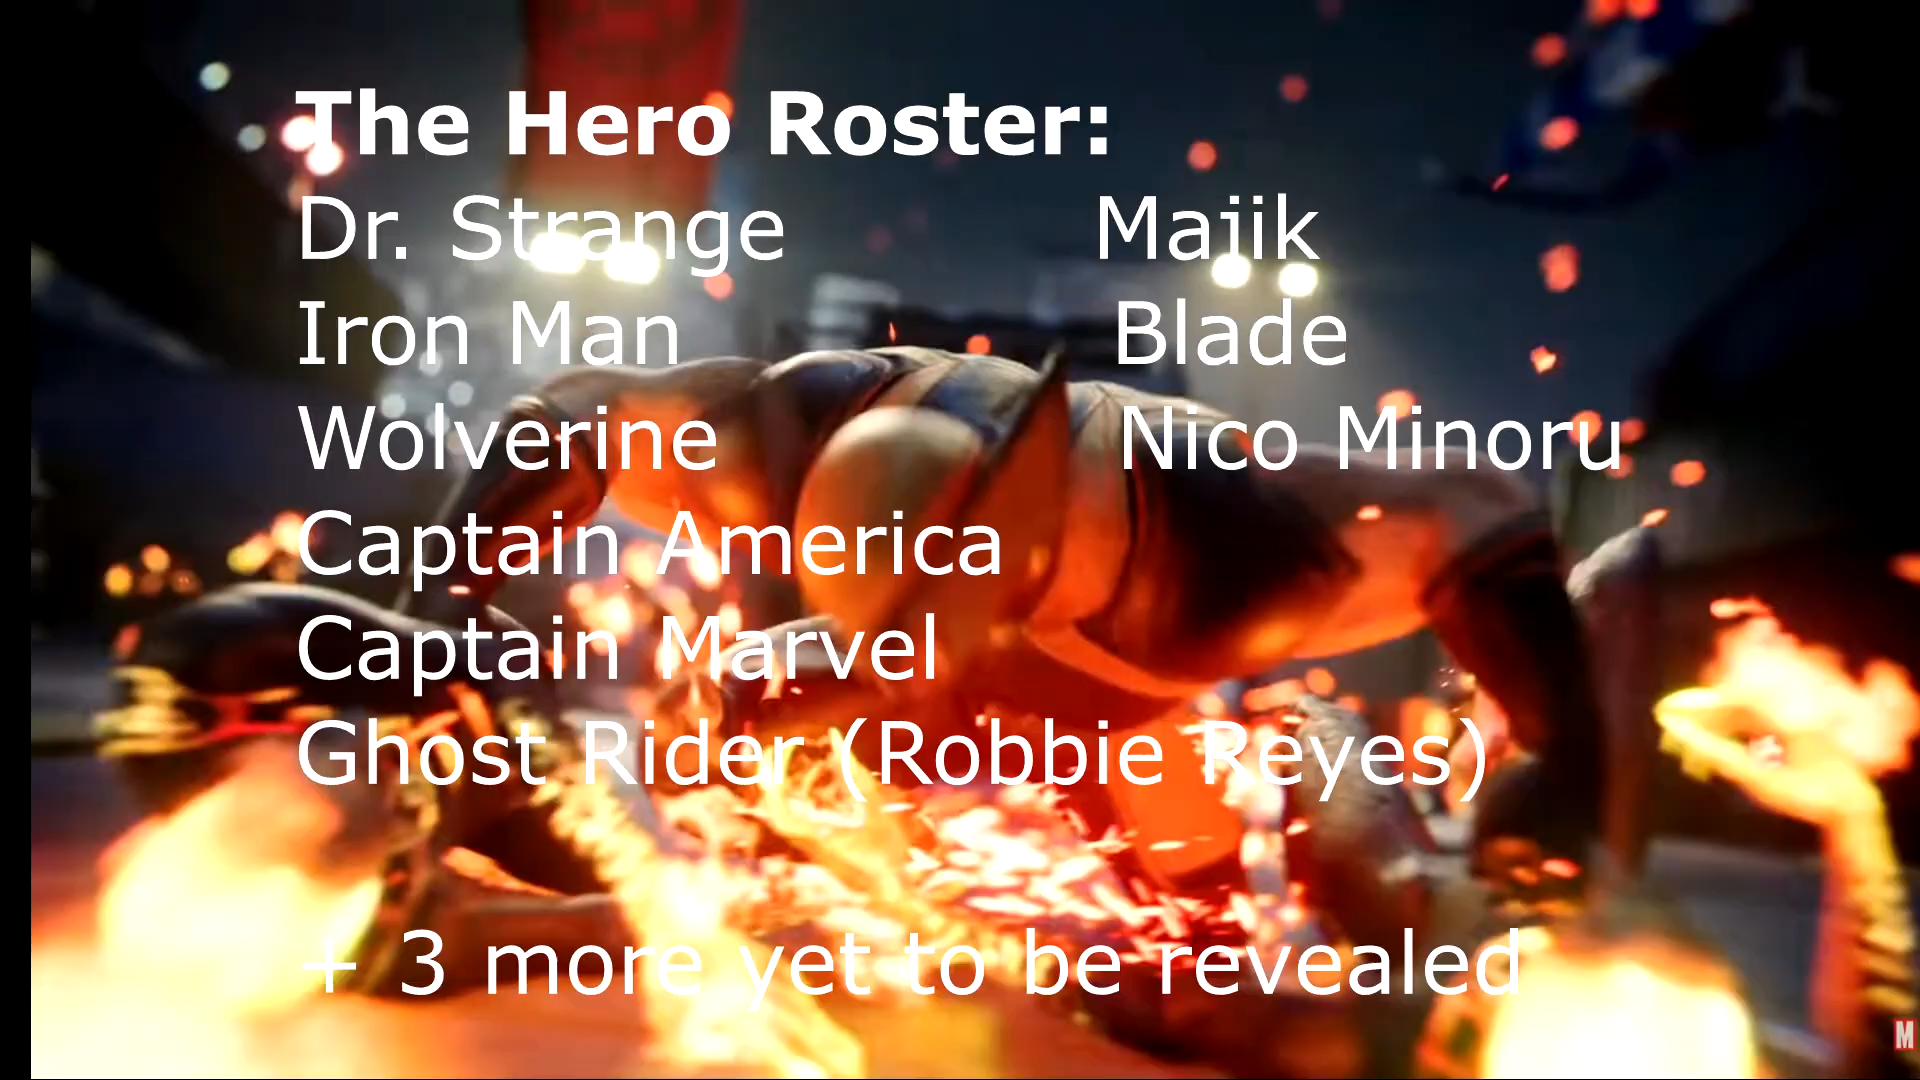 The Hero Roster:
Dr. Strange
Iron Man
Wolverine
Captain America
Captain Marvel
Ghost Rider (Robbie Reyes)
Majik
Blade
Nico Minoru
+ 3 more yet to be revealed
M